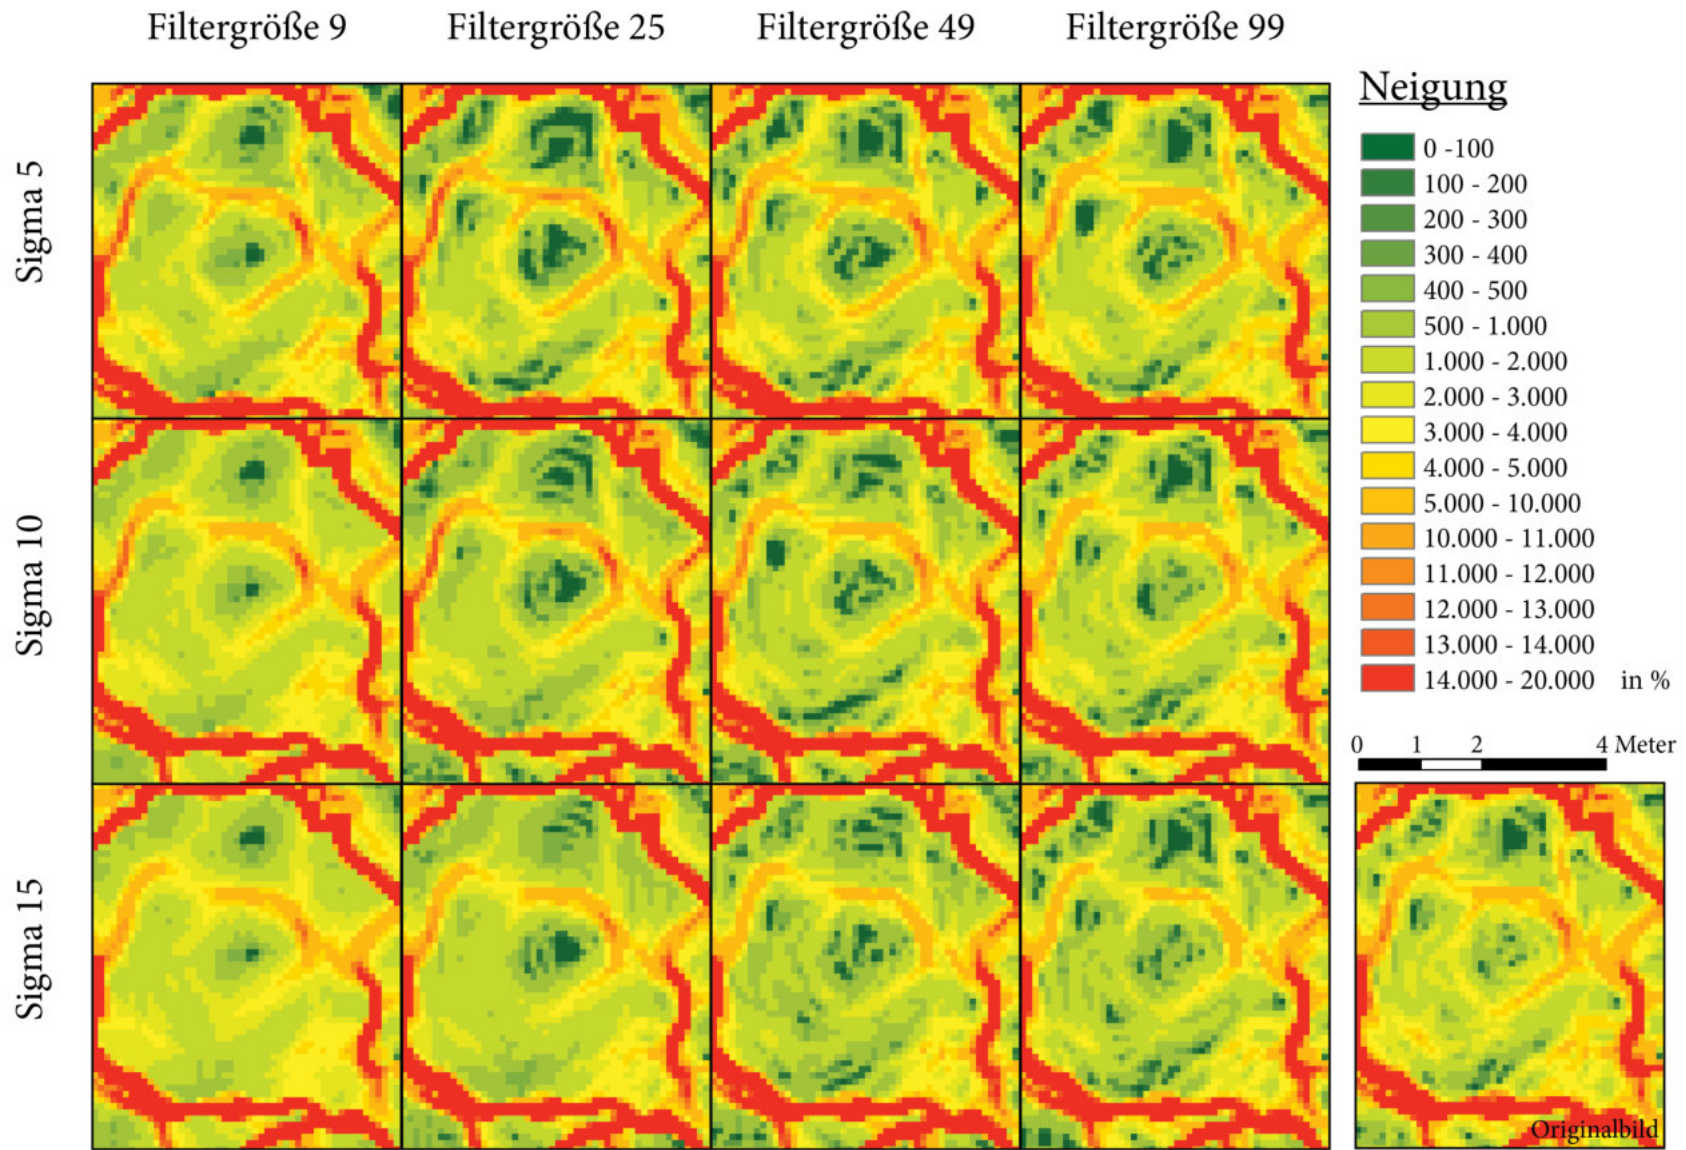 Filtergröße 9
Filtergröße 25
Filtergröße 49
Filtergröße 99
Sigma 5
Sigma 10
Sigma 15
Neigung
0 -100
100 - 200
200 - 300
300 - 400
400 - 500
500 - 1.000
1.000 - 2.000
2.000 - 3.000
3.000 - 4.000
4.000 - 5.000
5.000 - 10.000
10.000 - 11.000
11.000 - 12.000
12.000 - 13.000
13.000 - 14.000
14.000 - 20.000 in %
0 1 2 4 Meter
Originalbild